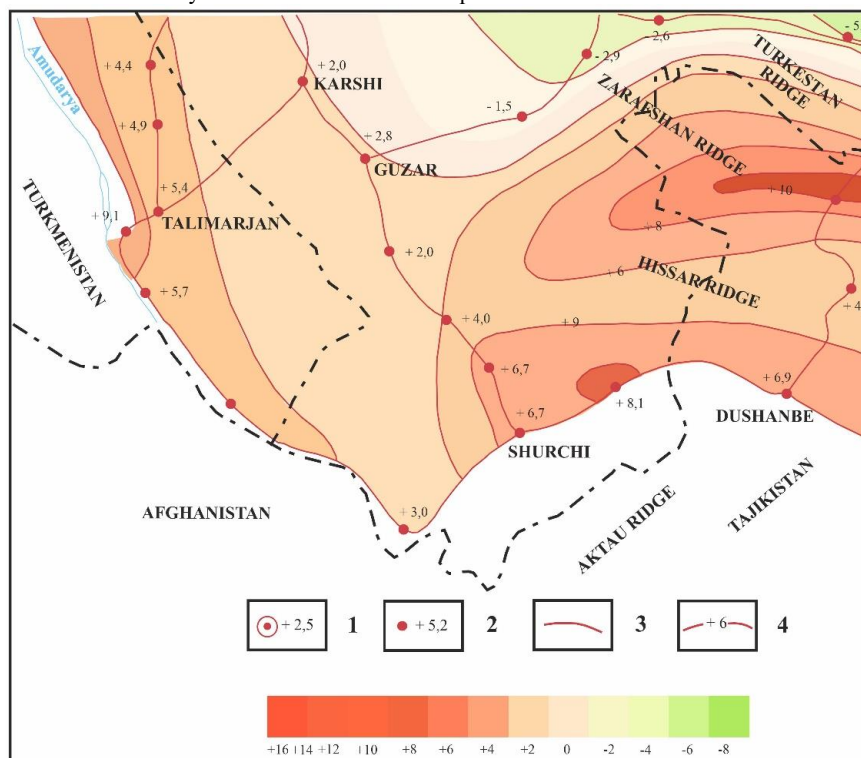 -2,6
-5
+ 4,4
+ 2,0
-2,9
TURKESTAN
RIDGE
Amudarya
KARSHI
ZARAFSHAN RIDGE
- 1,5
+ 4,9
+ 2,8
GUZAR
+ 5,4
+ 10
+ 9,1
TALIMARJAN
+ 8
TURKMENISTAN
+ 2,0
+ 6
HISSAR RIDGE
+ 5,7
+ 4
+ 4,0
+ 9
+ 6,7
+ 6,9
+ 8,1
DUSHANBE
+ 6,7
SHURCHI
AFGHANISTAN
+ 3,0
AKTAU RIDGE
TAJIKISTAN
+ 2,5 1
+ 5,2 2
3
+ 6 4
+16 +14 +12 +10 +8 +6 +4 +2 0 -2 -4 -6 -8